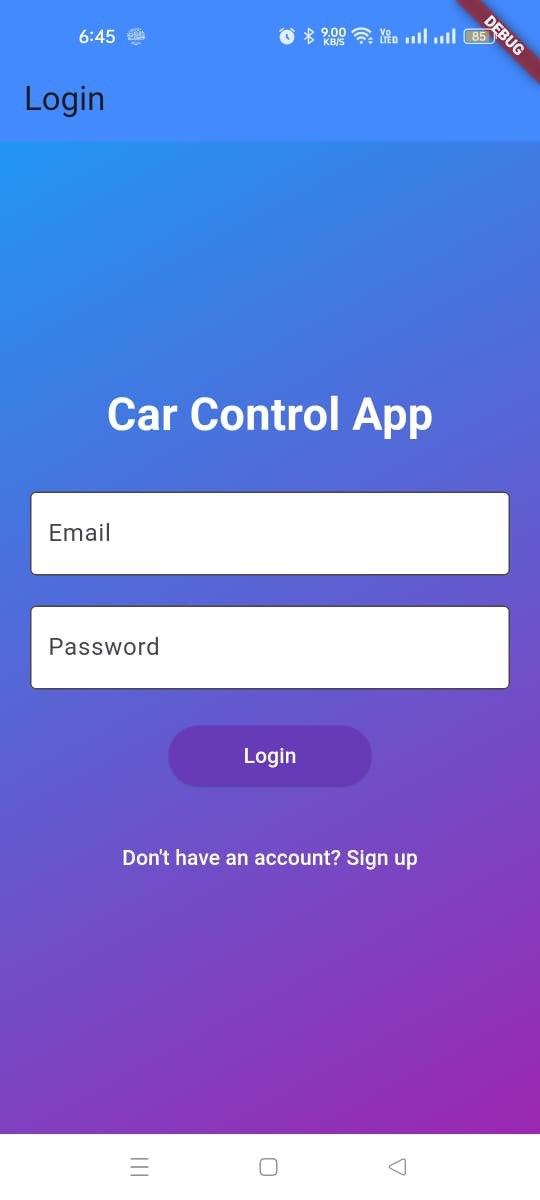 6:45
9.00
KB/S
Vo
LTE
85
DEBUG
Login
Car Control App
Email
Password
Login
Don't have an account? Sign up